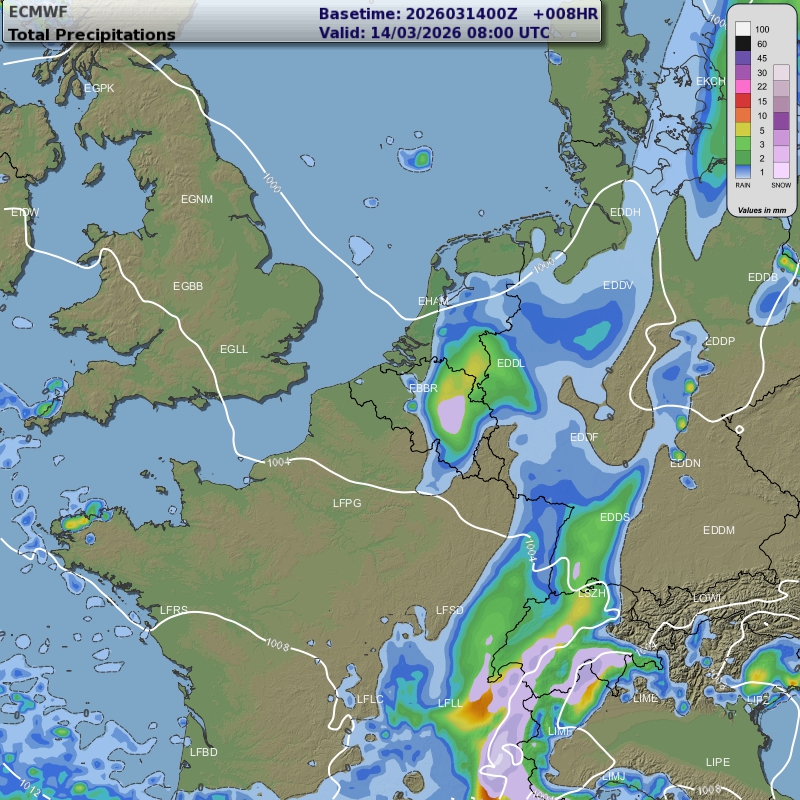 ECMWF
Basetime: 2026031400Z +008HR
Total Precipitations
Valid: 14/03/2026 08:00 UTC
100
60
45
30
22
15
10
5
3
2
1
RAIN SNOW
Values in mm
EGPK
EKCH
EGNM
EIDW
EDDH
1000
1000
EGBB
EDDV
EDDB
EHAM
EGLL
EDDP
EDDL
EBBR
EDDF
1004
EDDN
LFPG
EDDS
EDDM
1004
LSZH
LOWI
LFRS
LFSD
1008
LFLC
LFLL
LIML
LIPZ
LIMF
LFBD
LIPE
LIMJ
1012
1008